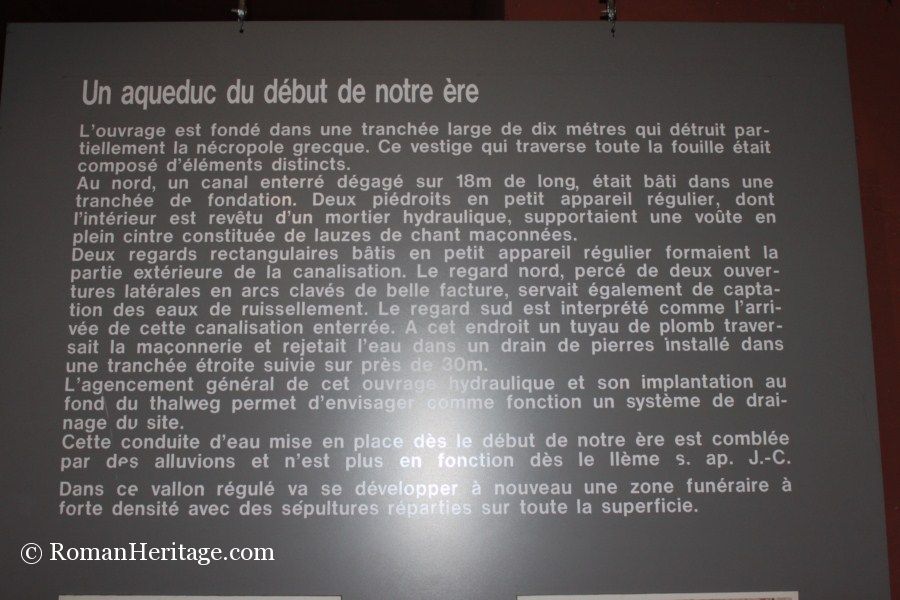 Un aqueduc du début de notre ère
L'ouvrage est fondé dans une tranchée large de dix métres qui détruit par-
tiellement la nécropole grecque. Ce vestige qui traverse toute la fouille était
composé d'éléments distincts.
Au nord, un canal enterré dégagé sur 18m de long, était bâti dans une
tranchée de fondation. Deux piédroits en petit appareil régulier, dont
l'intérieur est revêtu d'un mortier hydraulique, supportaient une voûte en
plein cintre constituée de lauzes de chant maçonnées.
Deux regards rectangulaires bâtis en petit appareil régulier formaient la
partie extérieure de la canalisation. Le regard nord, percé de deux ouver-
tures latérales en arcs clavés de belle facture, servait également de capta-
tion des eaux de ruissellement. Le regard sud est interprété comme l'arri-
vée de cette canalisation enterrée. A cet endroit un tuyau de plomb traver-
sait la maçonnerie et rejetait l'eau dans un drain de pierres installé dans
une tranchée étroite suivie sur près de 30m.
L'agencement général de cet ouvrage hydraulique et son implantation au
fond du thalweg permet d'envisager comme fonction un système de drai-
nage du site.
Cette conduite d'eau mise en place dès le début de notre ère est comblée
par des alluvions et n'est plus en fonction dès le IIème s. ap. J.-C.
Dans ce vallon régulé va se développer à nouveau une zone funéraire à
forte densité avec des sépultures réparties sur toute la superficie.
© RomanHeritage.com